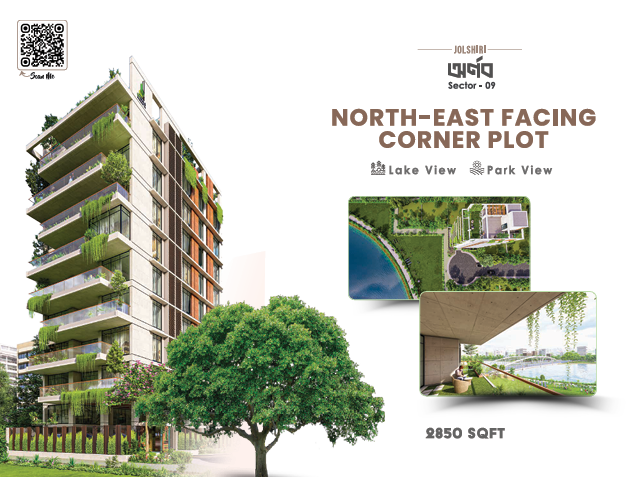 Scan Me
JOLSHIRI
অর্ণব
Sector - 09
NORTH-EAST FACING
CORNER PLOT
Lake View Park View
2850 SQFT